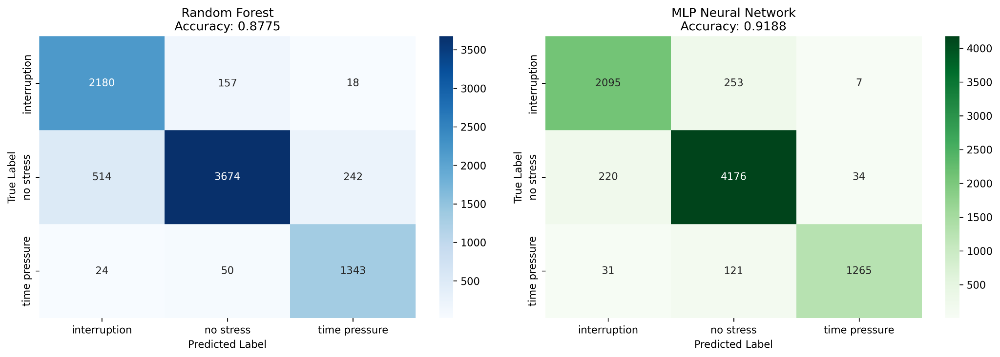 Random Forest
Accuracy: 0.8775
True Label
interruption
no stress
time pressure
2180 157 18
514 3674 242
24 50 1343
interruption no stress time pressure
Predicted Label
3500
3000
2500
2000
1500
1000
500
MLP Neural Network
Accuracy: 0.9188
True Label
interruption
no stress
time pressure
2095 253 7
220 4176 34
31 121 1265
interruption no stress time pressure
Predicted Label
4000
3500
3000
2500
2000
1500
1000
500